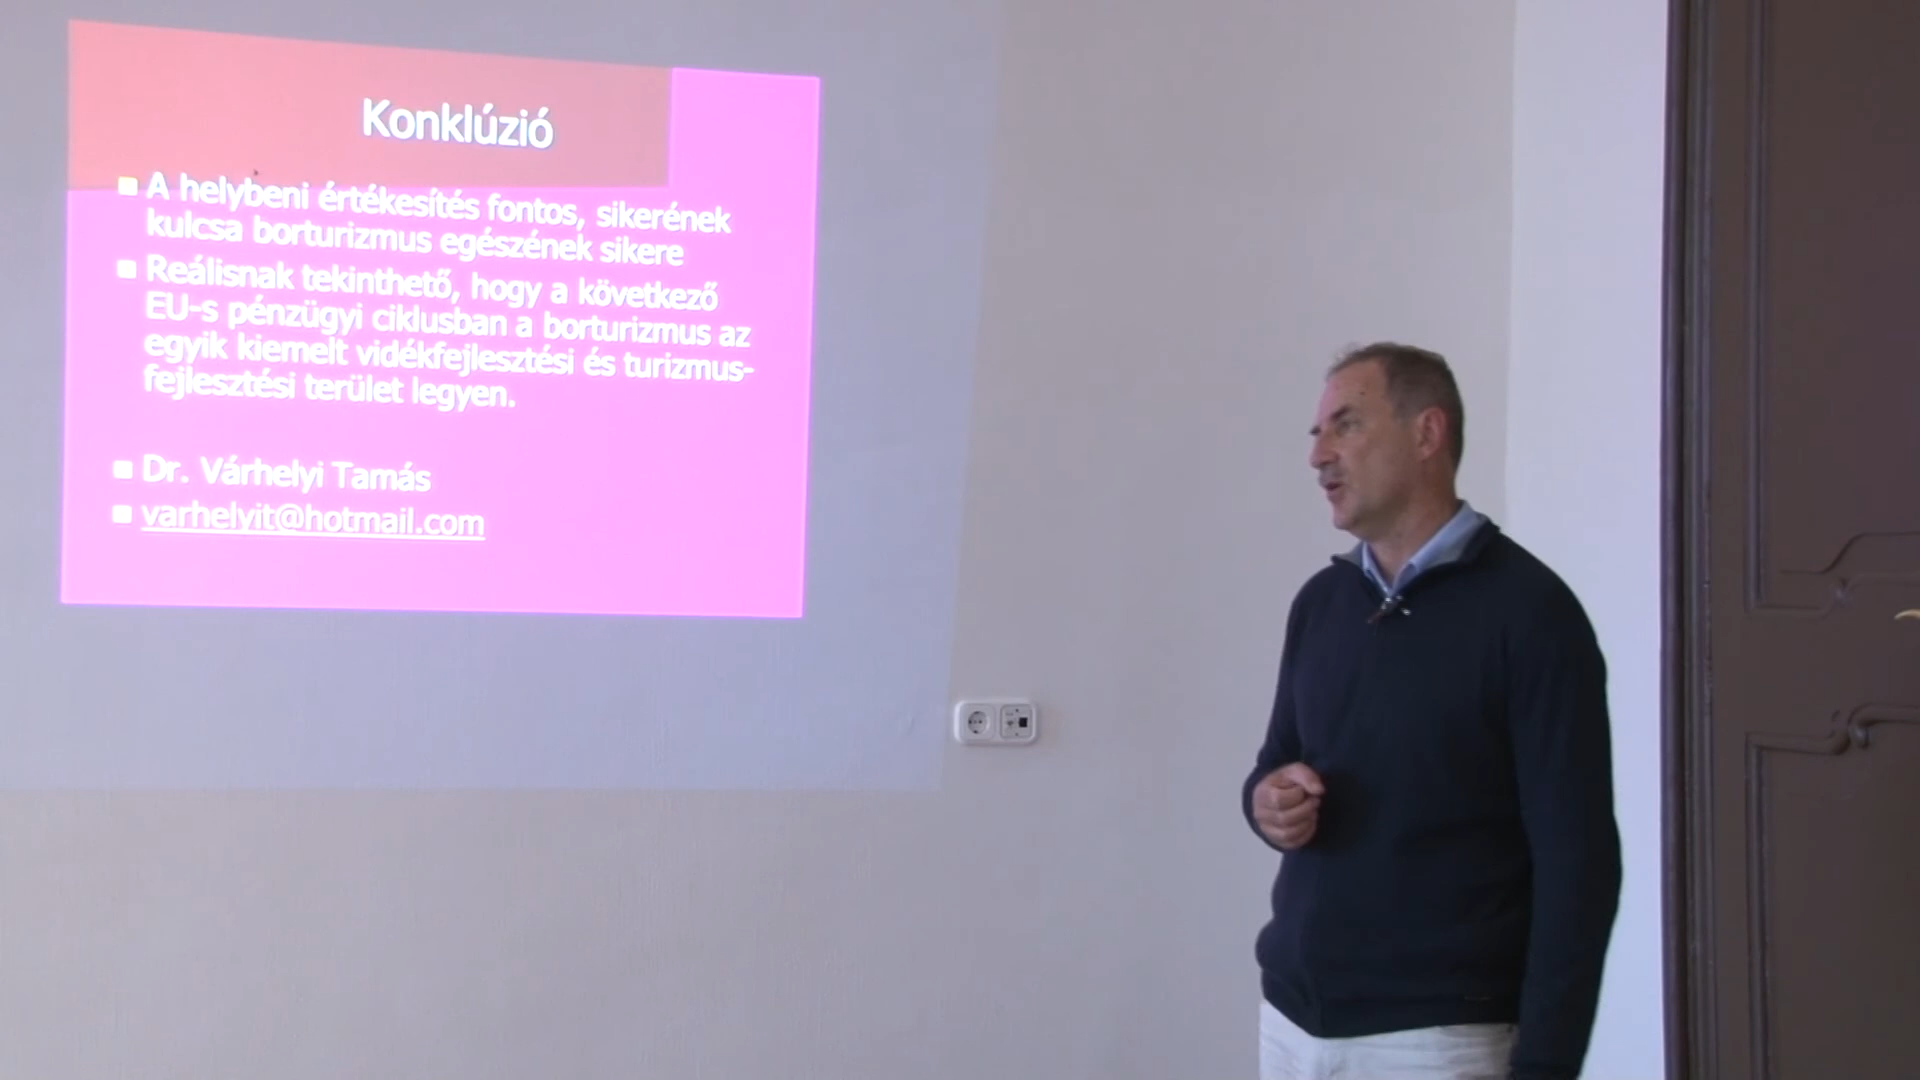 Konklúzió
A helybeni értékesítés fontos, sikerének
kulcsa borturizmus egészének sikere
Reálisnak tekinthető, hogy a következő
EU-s pénzügyi ciklusban a borturizmus az
egyik kiemelt vidékfejlesztési és turizmus-
fejlesztési terület legyen.
Dr. Várhelyi Tamás
varhelyit@hotmail.com